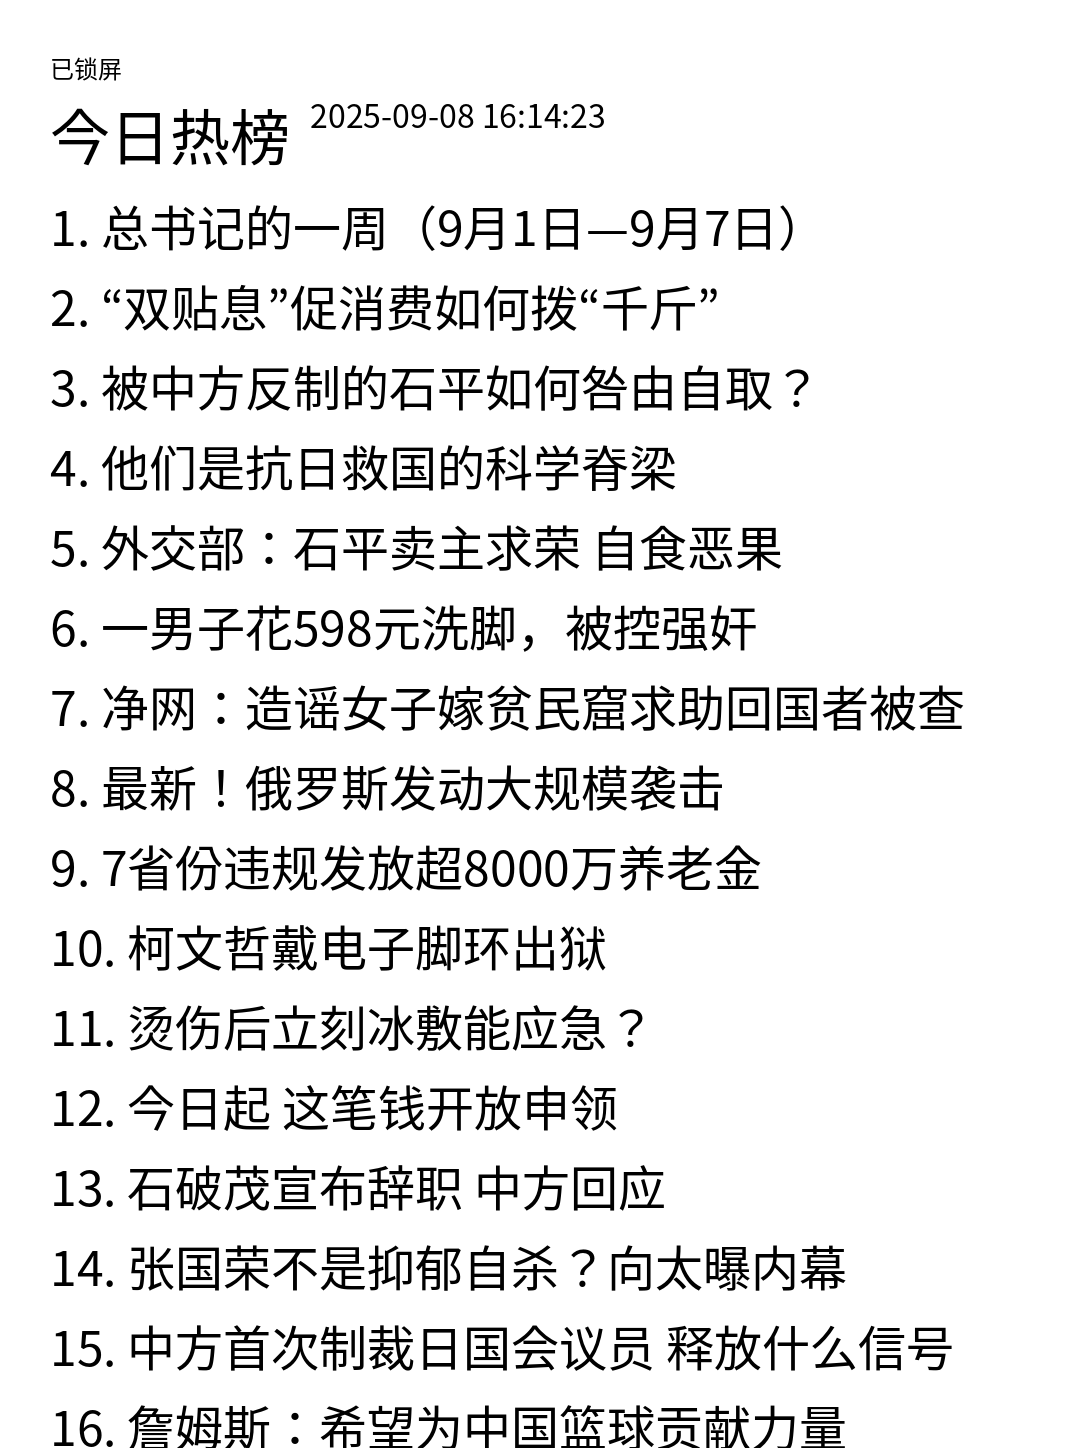 已锁屏
今日热榜 2025-09-08 16:14:23
1. 总书记的一周（9月1日—9月7日）
2. “双贴息”促消费如何拨“千斤”
3. 被中方反制的石平如何咎由自取？
4. 他们是抗日救国的科学脊梁
5. 外交部：石平卖主求荣 自食恶果
6. 一男子花598元洗脚，被控强奸
7. 净网：造谣女子嫁贫民窟求助回国者被查
8. 最新！俄罗斯发动大规模袭击
9. 7省份违规发放超8000万养老金
10. 柯文哲戴电子脚环出狱
11. 烫伤后立刻冰敷能应急？
12. 今日起 这笔钱开放申领
13. 石破茂宣布辞职 中方回应
14. 张国荣不是抑郁自杀？向太曝内幕
15. 中方首次制裁日国会议员 释放什么信号
16. 詹姆斯：希望为中国篮球贡献力量